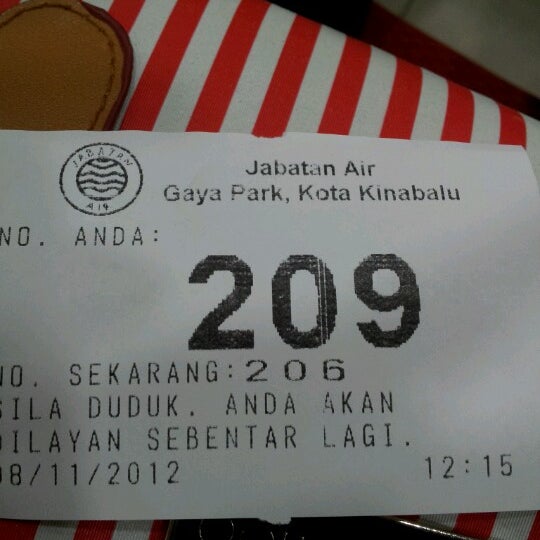 JABATAN
AIR
Jabatan Air
Gaya Park, Kota Kinabalu
NO. ANDA:
209
NO. SEKARANG:206
SILA DUDUK. ANDA AKAN
DILAYAN SEBENTAR LAGI.
08/11/2012 12:15